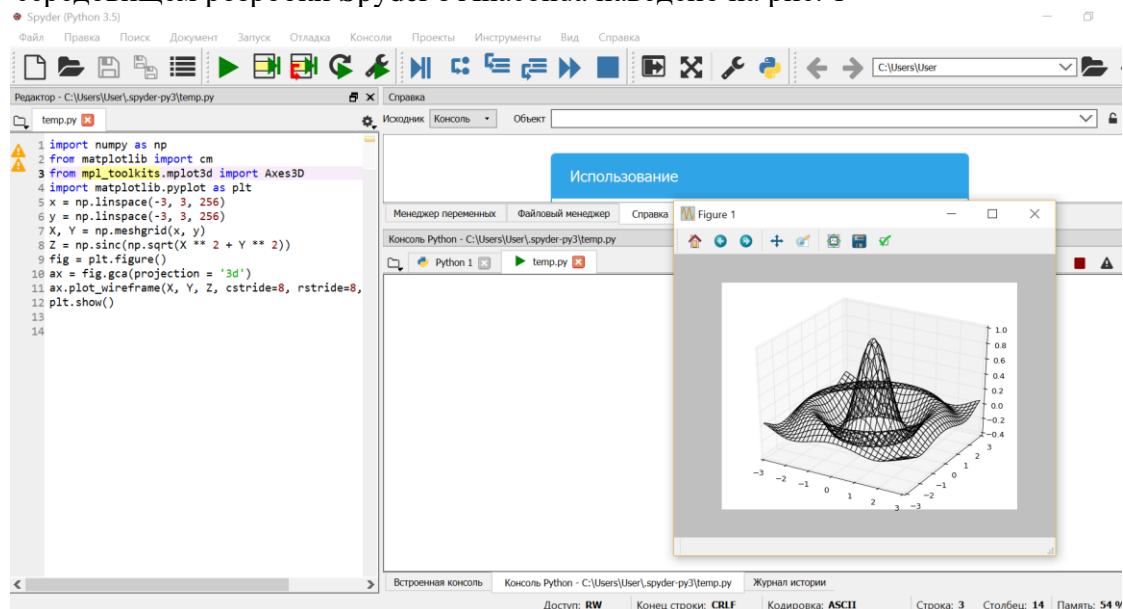 середовищем розробки Spyder з Anaconda наведено на рис. 1
Spyder (Python 3.5)
Файл Правка Поиск Документ Запуск Отладка Консоли Проекты Инструменты Вид Справка
C:\Users\User
Редактор - C:\Users\User\.spyder-py3\temp.py
Справка
temp.py
Исходник Консоль Объект
1 import numpy as np
2 from matplotlib import cm
3 from mpl_toolkits.mplot3d import Axes3D
4 import matplotlib.pyplot as plt
5 x = np.linspace(-3, 3, 256)
6 y = np.linspace(-3, 3, 256)
7 X, Y = np.meshgrid(x, y)
8 Z = np.sinc(np.sqrt(X ** 2 + Y ** 2))
9 fig = plt.figure()
10 ax = fig.gca(projection = '3d')
11 ax.plot_wireframe(X, Y, Z, cstride=8, rstride=8,
12 plt.show()
13
14
Использование
Менеджер переменных Файловый менеджер Справка
Консоль Python - C:\Users\User\.spyder-py3\temp.py
Python 1 temp.py
Figure 1
1.0
0.8
0.6
0.4
0.2
0.0
−0.2
−0.4
−3 −2 −1 0 1 2 3
−3 −2 −1 0 1 2 3
Встроенная консоль Консоль Python - C:\Users\User\.spyder-py3\temp.py Журнал истории
Доступ: RW Конец строки: CRLF Кодировка: ASCII Строка: 3 Столбец: 14 Память: 54 %